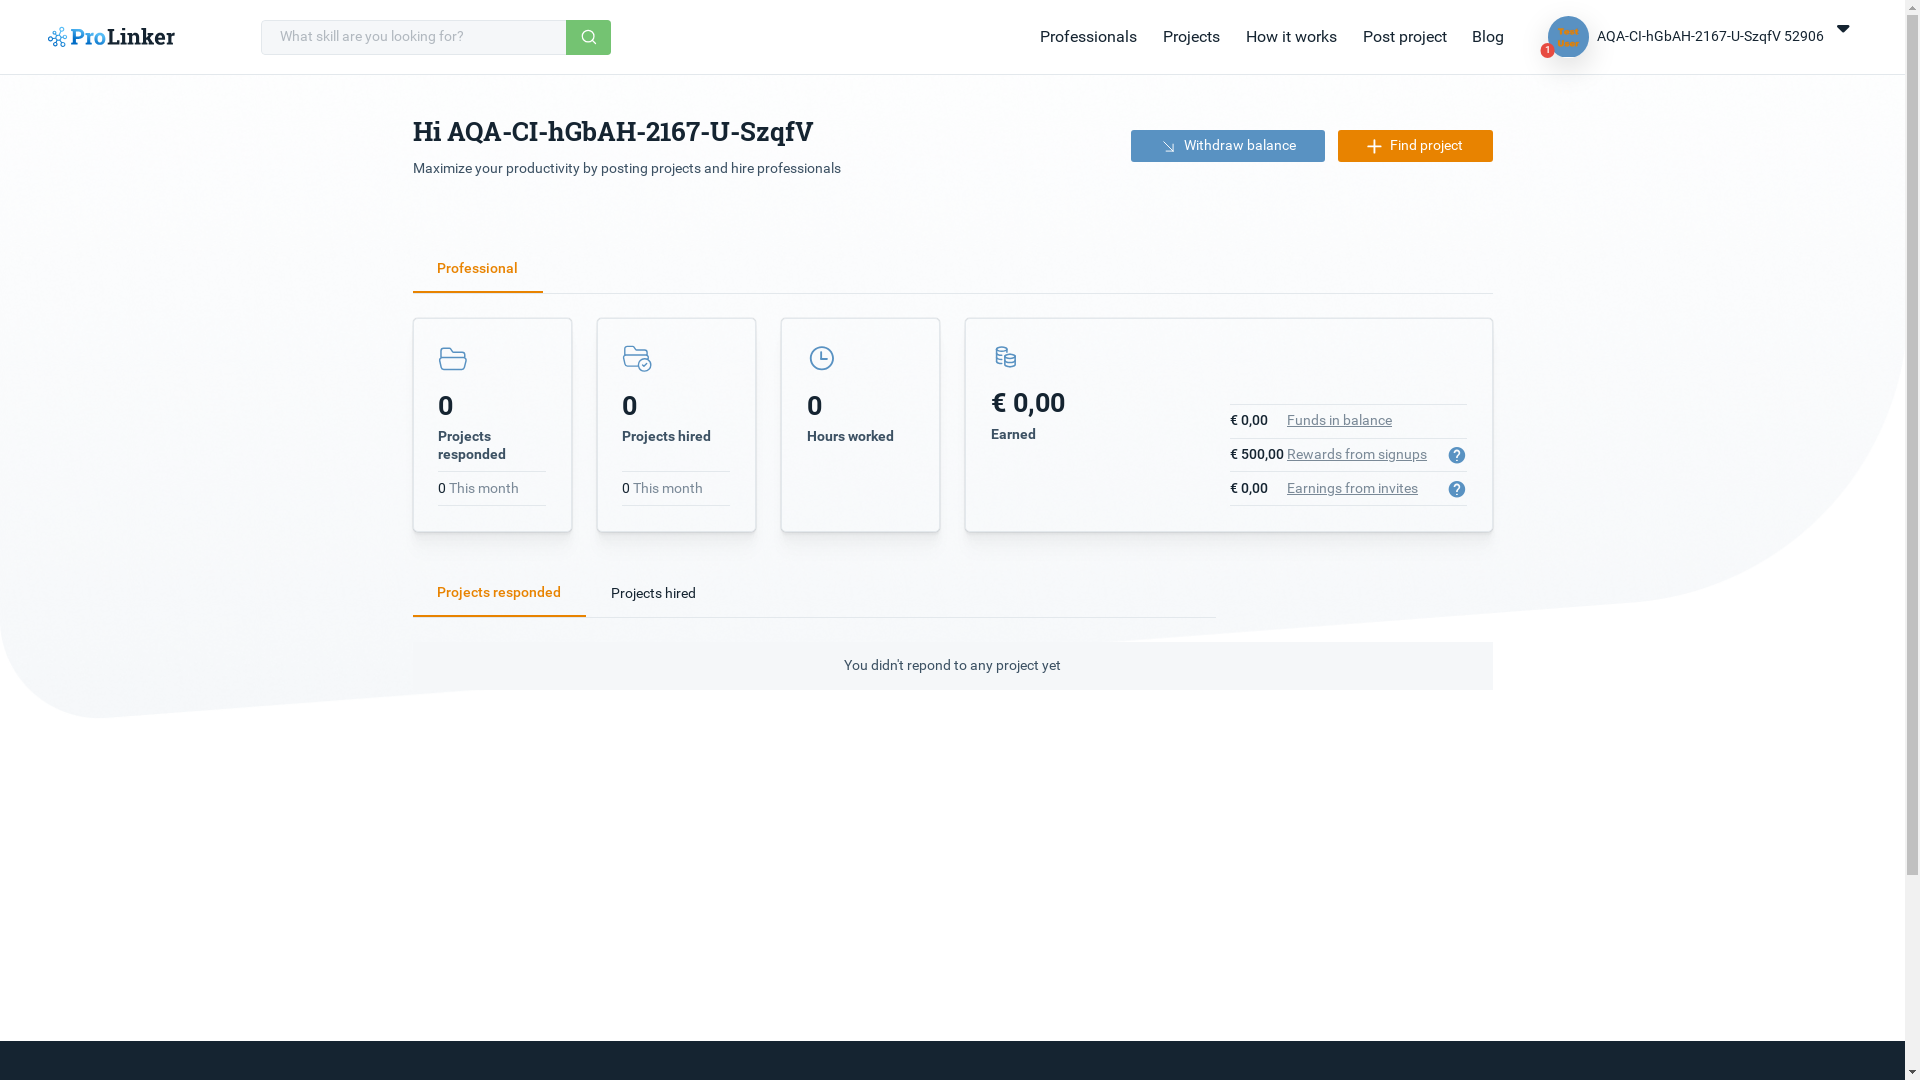 ProLinker
What skill are you looking for?
Professionals
Projects
How it works
Post project
Blog
1
AQA-CI-hGbAH-2167-U-SzqfV 52906
Hi AQA-CI-hGbAH-2167-U-SzqfV
Maximize your productivity by posting projects and hire professionals
Withdraw balance
Find project
Professional
0
Projects
responded
0 This month
0
Projects hired
0 This month
0
Hours worked
€ 0,00
Earned
€ 0,00 Funds in balance
€ 500,00 Rewards from signups ?
€ 0,00 Earnings from invites ?
Projects responded
Projects hired
You didn't repond to any project yet